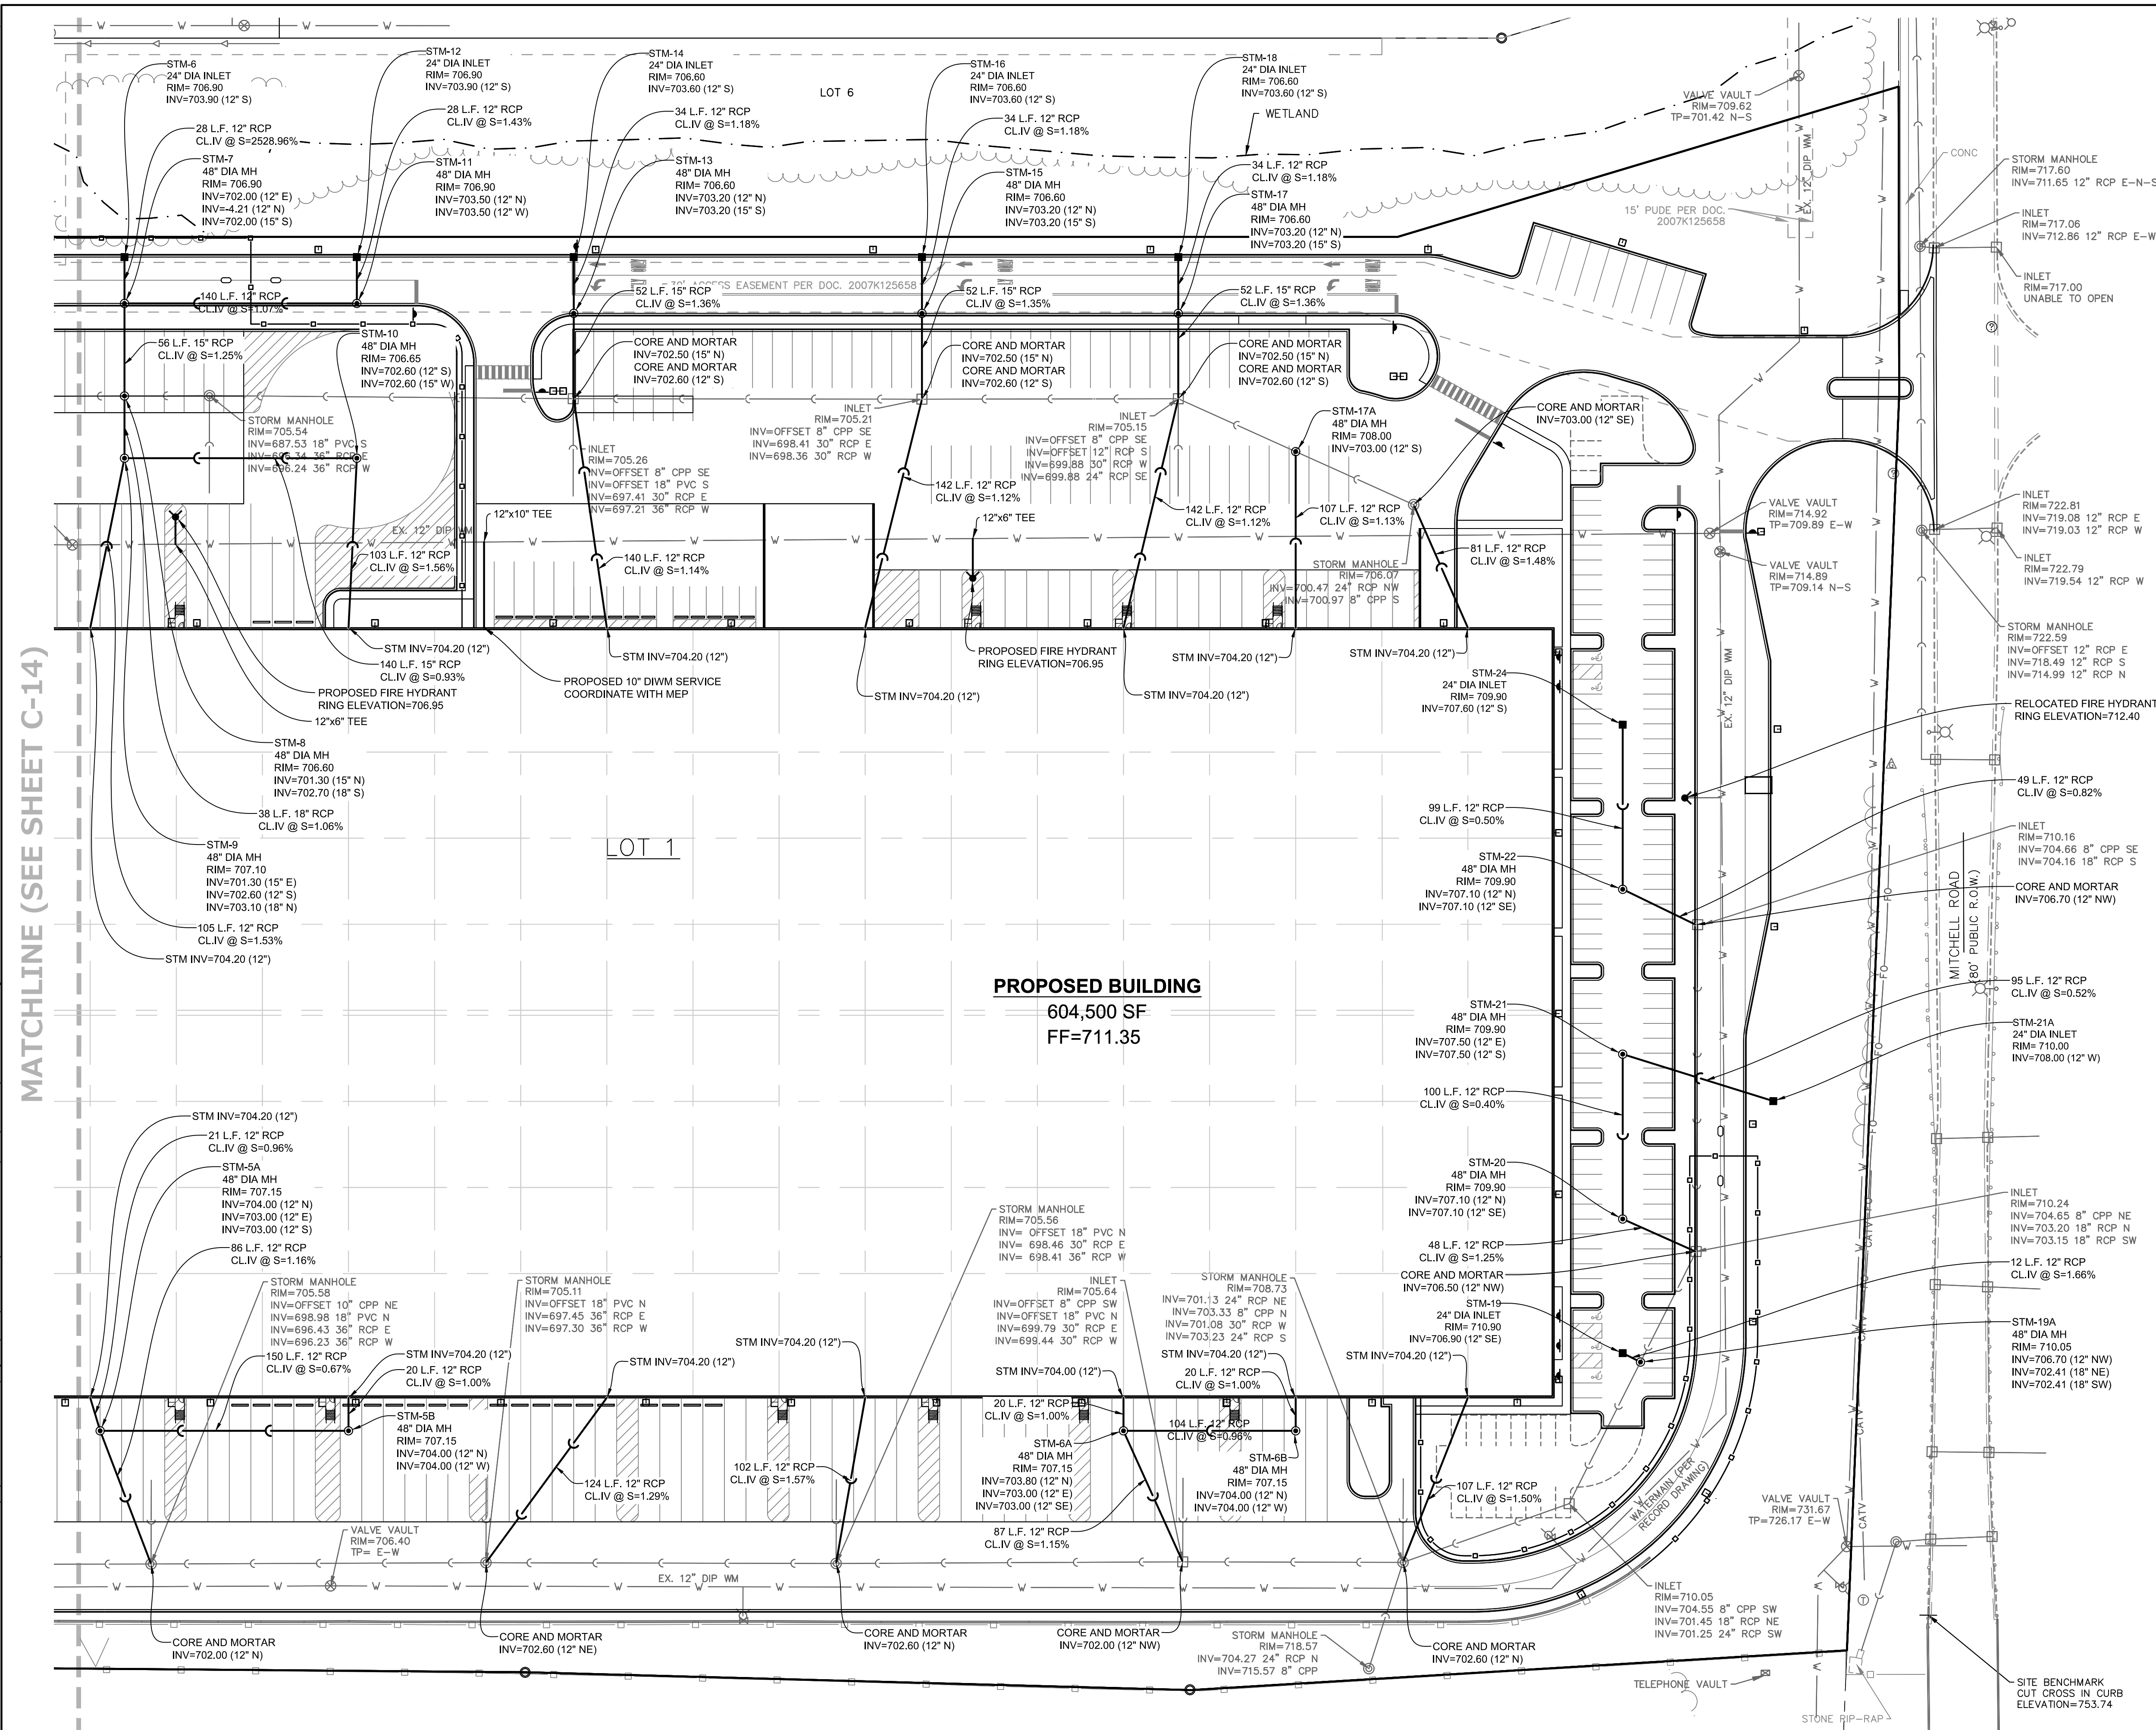 STM-6
24" DIA INLET
RIM= 706.90
INV=703.90 (12" S)
STM-12
24" DIA INLET
RIM= 706.90
INV=703.90 (12" S)
STM-14
24" DIA INLET
RIM= 706.60
INV=703.60 (12" S)
LOT 6
STM-16
24" DIA INLET
RIM= 706.60
INV=703.60 (12" S)
STM-18
24" DIA INLET
RIM= 706.60
INV=703.60 (12" S)
WETLAND
VALVE VAULT
RIM=709.62
TP=701.42 N-S
28 L.F. 12" RCP
CL.IV @ S=2528.96%
28 L.F. 12" RCP
CL.IV @ S=1.43%
34 L.F. 12" RCP
CL.IV @ S=1.18%
34 L.F. 12" RCP
CL.IV @ S=1.18%
34 L.F. 12" RCP
CL.IV @ S=1.18%
STM-7
48" DIA MH
RIM= 706.90
INV=702.00 (12" E)
INV=-4.21 (12" N)
INV=702.00 (15" S)
STM-11
48" DIA MH
RIM= 706.90
INV=703.50 (12" N)
INV=703.50 (12" W)
STM-13
48" DIA MH
RIM= 706.60
INV=703.20 (12" N)
INV=703.20 (15" S)
STM-15
48" DIA MH
RIM= 706.60
INV=703.20 (12" N)
INV=703.20 (15" S)
STM-17
48" DIA MH
RIM= 706.60
INV=703.20 (12" N)
INV=703.20 (15" S)
EX. 12" DIP WM
15' PUDE PER DOC.
2007K125658
CONC
STORM MANHOLE
RIM=717.60
INV=711.65 12" RCP E-N-S
INLET
RIM=717.06
INV=712.86 12" RCP E-W
INLET
RIM=717.00
UNABLE TO OPEN
30' ACCESS EASEMENT PER DOC. 2007K125658
140 L.F. 12" RCP
CL.IV @ S=1.07%
52 L.F. 15" RCP
CL.IV @ S=1.36%
52 L.F. 15" RCP
CL.IV @ S=1.35%
52 L.F. 15" RCP
CL.IV @ S=1.36%
56 L.F. 15" RCP
CL.IV @ S=1.25%
STM-10
48" DIA MH
RIM= 706.65
INV=702.60 (12" S)
INV=702.60 (15" W)
CORE AND MORTAR
INV=702.50 (15" N)
CORE AND MORTAR
INV=702.60 (12" S)
CORE AND MORTAR
INV=702.50 (15" N)
CORE AND MORTAR
INV=702.60 (12" S)
CORE AND MORTAR
INV=702.50 (15" N)
CORE AND MORTAR
INV=702.60 (12" S)
STORM MANHOLE
RIM=705.54
INV=687.53 18" PVC S
INV=696.34 36" RCP E
INV=696.24 36" RCP W
INLET
RIM=705.26
INV=OFFSET 8" CPP SE
INV=OFFSET 18" PVC S
INV=697.41 30" RCP E
INV=697.21 36" RCP W
INLET
RIM=705.21
INV=OFFSET 8" CPP SE
INV=698.41 30" RCP E
INV=698.36 30" RCP W
INLET
RIM=705.15
INV=OFFSET 8" CPP SE
INV=OFFSET 12" RCP S
INV=699.88 30" RCP W
INV=699.88 24" RCP SE
STM-17A
48" DIA MH
RIM= 708.00
INV=703.00 (12" S)
CORE AND MORTAR
INV=703.00 (12" SE)
142 L.F. 12" RCP
CL.IV @ S=1.12%
142 L.F. 12" RCP
CL.IV @ S=1.12%
107 L.F. 12" RCP
CL.IV @ S=1.13%
EX. 12" DIP WM
12"x10" TEE
12"x6" TEE
103 L.F. 12" RCP
CL.IV @ S=1.56%
140 L.F. 12" RCP
CL.IV @ S=1.14%
81 L.F. 12" RCP
CL.IV @ S=1.48%
STORM MANHOLE
RIM=706.07
INV=700.47 24" RCP NW
INV=700.97 8" CPP S
VALVE VAULT
RIM=714.92
TP=709.89 E-W
VALVE VAULT
RIM=714.89
TP=709.14 N-S
INLET
RIM=722.81
INV=719.08 12" RCP E
INV=719.03 12" RCP W
INLET
RIM=722.79
INV=719.54 12" RCP W
STORM MANHOLE
RIM=722.59
INV=OFFSET 12" RCP E
INV=718.49 12" RCP S
INV=714.99 12" RCP N
STM INV=704.20 (12")
140 L.F. 15" RCP
CL.IV @ S=0.93%
PROPOSED FIRE HYDRANT
RING ELEVATION=706.95
12"x6" TEE
STM INV=704.20 (12")
PROPOSED 10" DIWM SERVICE
COORDINATE WITH MEP
STM INV=704.20 (12")
PROPOSED FIRE HYDRANT
RING ELEVATION=706.95
STM INV=704.20 (12")
STM INV=704.20 (12")
STM INV=704.20 (12")
STM-24
24" DIA INLET
RIM= 709.90
INV=707.60 (12" S)
EX. 12" DIP WM
RELOCATED FIRE HYDRANT
RING ELEVATION=712.40
MATCHLINE (SEE SHEET C-14)
STM-8
48" DIA MH
RIM= 706.60
INV=701.30 (15" N)
INV=702.70 (18" S)
38 L.F. 18" RCP
CL.IV @ S=1.06%
STM-9
48" DIA MH
RIM= 707.10
INV=701.30 (15" E)
INV=702.60 (12" S)
INV=703.10 (18" N)
105 L.F. 12" RCP
CL.IV @ S=1.53%
STM INV=704.20 (12")
LOT 1
99 L.F. 12" RCP
CL.IV @ S=0.50%
STM-22
48" DIA MH
RIM= 709.90
INV=707.10 (12" N)
INV=707.10 (12" SE)
49 L.F. 12" RCP
CL.IV @ S=0.82%
INLET
RIM=710.16
INV=704.66 8" CPP SE
INV=704.16 18" RCP S
CORE AND MORTAR
INV=706.70 (12" NW)
MITCHELL ROAD
(80' PUBLIC R.O.W.)
PROPOSED BUILDING
604,500 SF
FF=711.35
STM-21
48" DIA MH
RIM= 709.90
INV=707.50 (12" E)
INV=707.50 (12" S)
95 L.F. 12" RCP
CL.IV @ S=0.52%
STM-21A
24" DIA INLET
RIM= 710.00
INV=708.00 (12" W)
100 L.F. 12" RCP
CL.IV @ S=0.40%
STM INV=704.20 (12")
21 L.F. 12" RCP
CL.IV @ S=0.96%
STM-5A
48" DIA MH
RIM= 707.15
INV=704.00 (12" N)
INV=703.00 (12" E)
INV=703.00 (12" S)
86 L.F. 12" RCP
CL.IV @ S=1.16%
STM-20
48" DIA MH
RIM= 709.90
INV=707.10 (12" N)
INV=707.10 (12" SE)
48 L.F. 12" RCP
CL.IV @ S=1.25%
CORE AND MORTAR
INV=706.50 (12" NW)
STM-19
24" DIA INLET
RIM= 710.90
INV=706.90 (12" SE)
INLET
RIM=710.24
INV=704.65 8" CPP NE
INV=703.20 18" RCP N
INV=703.15 18" RCP SW
12 L.F. 12" RCP
CL.IV @ S=1.66%
STM-19A
48" DIA MH
RIM= 710.05
INV=706.70 (12" NW)
INV=702.41 (18" NE)
INV=702.41 (18" SW)
STORM MANHOLE
RIM=705.58
INV=OFFSET 10" CPP NE
INV=698.98 18" PVC N
INV=696.43 36" RCP E
INV=696.23 36" RCP W
STORM MANHOLE
RIM=705.11
INV=OFFSET 18" PVC N
INV=697.45 36" RCP E
INV=697.30 36" RCP W
STORM MANHOLE
RIM=705.56
INV= OFFSET 18" PVC N
INV= 698.46 30" RCP E
INV= 698.41 36" RCP W
INLET
RIM=705.64
INV=OFFSET 8" CPP SW
INV=OFFSET 18" PVC N
INV=699.79 30" RCP E
INV=699.44 30" RCP W
STORM MANHOLE
RIM=708.73
INV=701.13 24" RCP NE
INV=703.33 8" CPP N
INV=701.08 30" RCP W
INV=703.23 24" RCP S
150 L.F. 12" RCP
CL.IV @ S=0.67%
STM INV=704.20 (12")
20 L.F. 12" RCP
CL.IV @ S=1.00%
STM INV=704.20 (12")
STM INV=704.20 (12")
STM INV=704.00 (12")
STM INV=704.20 (12")
20 L.F. 12" RCP
CL.IV @ S=1.00%
STM INV=704.20 (12")
STM-5B
48" DIA MH
RIM= 707.15
INV=704.00 (12" N)
INV=704.00 (12" W)
124 L.F. 12" RCP
CL.IV @ S=1.29%
102 L.F. 12" RCP
CL.IV @ S=1.57%
20 L.F. 12" RCP
CL.IV @ S=1.00%
104 L.F. 12" RCP
CL.IV @ S=0.96%
STM-6A
48" DIA MH
RIM= 707.15
INV=703.80 (12" N)
INV=703.00 (12" E)
INV=703.00 (12" SE)
STM-6B
48" DIA MH
RIM= 707.15
INV=704.00 (12" N)
INV=704.00 (12" W)
87 L.F. 12" RCP
CL.IV @ S=1.15%
107 L.F. 12" RCP
CL.IV @ S=1.50%
WATERMAIN (PER
RECORD DRAWING)
VALVE VAULT
RIM=731.67
TP=726.17 E-W
VALVE VAULT
RIM=706.40
TP= E-W
EX. 12" DIP WM
CORE AND MORTAR
INV=702.00 (12" N)
CORE AND MORTAR
INV=702.60 (12" NE)
CORE AND MORTAR
INV=702.60 (12" N)
CORE AND MORTAR
INV=702.00 (12" NW)
STORM MANHOLE
RIM=718.57
INV=704.27 24" RCP N
INV=715.57 8" CPP
CORE AND MORTAR
INV=702.60 (12" N)
INLET
RIM=710.05
INV=704.55 8" CPP SW
INV=701.45 18" RCP NE
INV=701.25 24" RCP SW
TELEPHONE VAULT
STONE RIP-RAP
SITE BENCHMARK
CUT CROSS IN CURB
ELEVATION=753.74